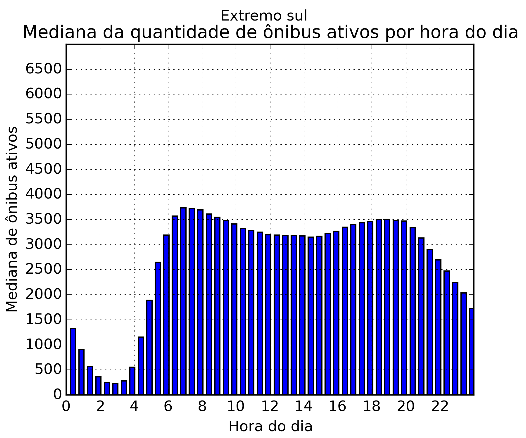 Extremo sul
Mediana da quantidade de ônibus ativos por hora do dia
6500
6000
5500
5000
4500
4000
3500
3000
2500
2000
1500
1000
500
0
Mediana de ônibus ativos
0 2 4 6 8 10 12 14 16 18 20 22
Hora do dia